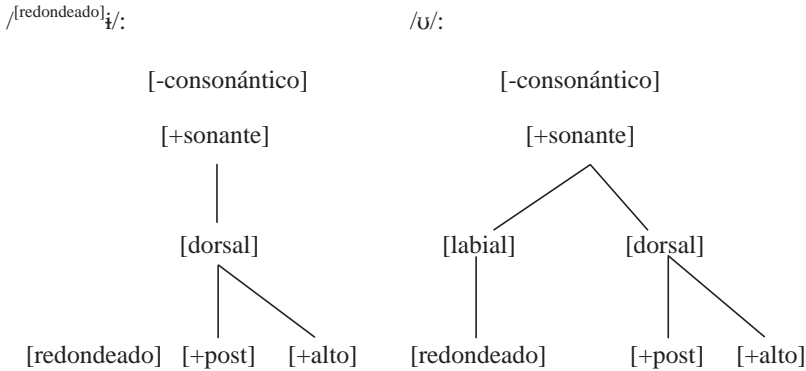 /[redondeado]ɨ/: /ʊ/:
[-consonántico] [-consonántico]
[+sonante] [+sonante]
[dorsal] [labial] [dorsal]
[redondeado] [+post] [+alto] [redondeado] [+post] [+alto]